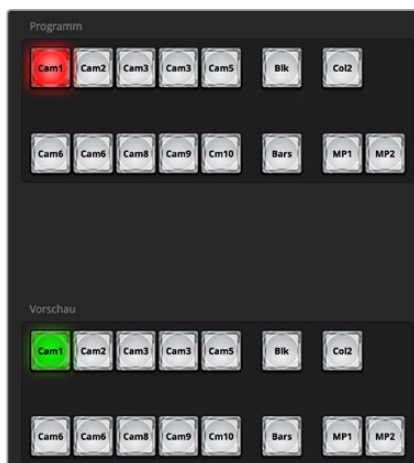 Programm
Cam1 Cam2 Cam3 Cam3 Cam5 Blk Col2
Cam6 Cam6 Cam8 Cam9 Cm10 Bars MP1 MP2
Vorschau
Cam1 Cam2 Cam3 Cam3 Cam5 Blk Col2
Cam6 Cam6 Cam8 Cam9 Cm10 Bars MP1 MP2